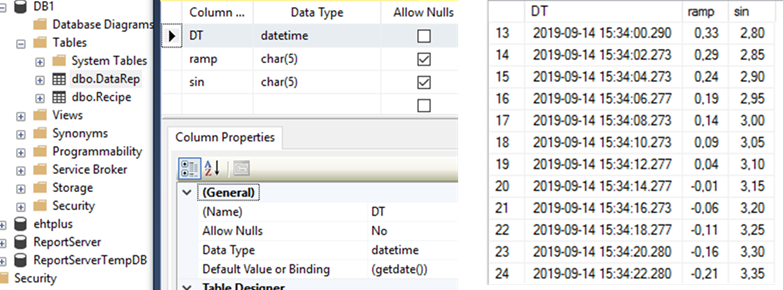 DB1
Database Diagrams
Tables
System Tables
dbo.DataRep
dbo.Recipe
Views
Synonyms
Programmability
Service Broker
Storage
Security
ehtplus
ReportServer
ReportServerTempDB
Security
Column ... Data Type Allow Nulls
DT datetime
ramp char(5)
sin char(5)
Column Properties
(General)
(Name) DT
Allow Nulls No
Data Type datetime
Default Value or Binding (getdate())
Table Designer
DT ramp sin
13 2019-09-14 15:34:00.290 0,33 2,80
14 2019-09-14 15:34:02.273 0,29 2,85
15 2019-09-14 15:34:04.273 0,24 2,90
16 2019-09-14 15:34:06.277 0,19 2,95
17 2019-09-14 15:34:08.273 0,14 3,00
18 2019-09-14 15:34:10.273 0,09 3,05
19 2019-09-14 15:34:12.277 0,04 3,10
20 2019-09-14 15:34:14.277 -0,01 3,15
21 2019-09-14 15:34:16.273 -0,06 3,20
22 2019-09-14 15:34:18.277 -0,11 3,25
23 2019-09-14 15:34:20.280 -0,16 3,30
24 2019-09-14 15:34:22.280 -0,21 3,35